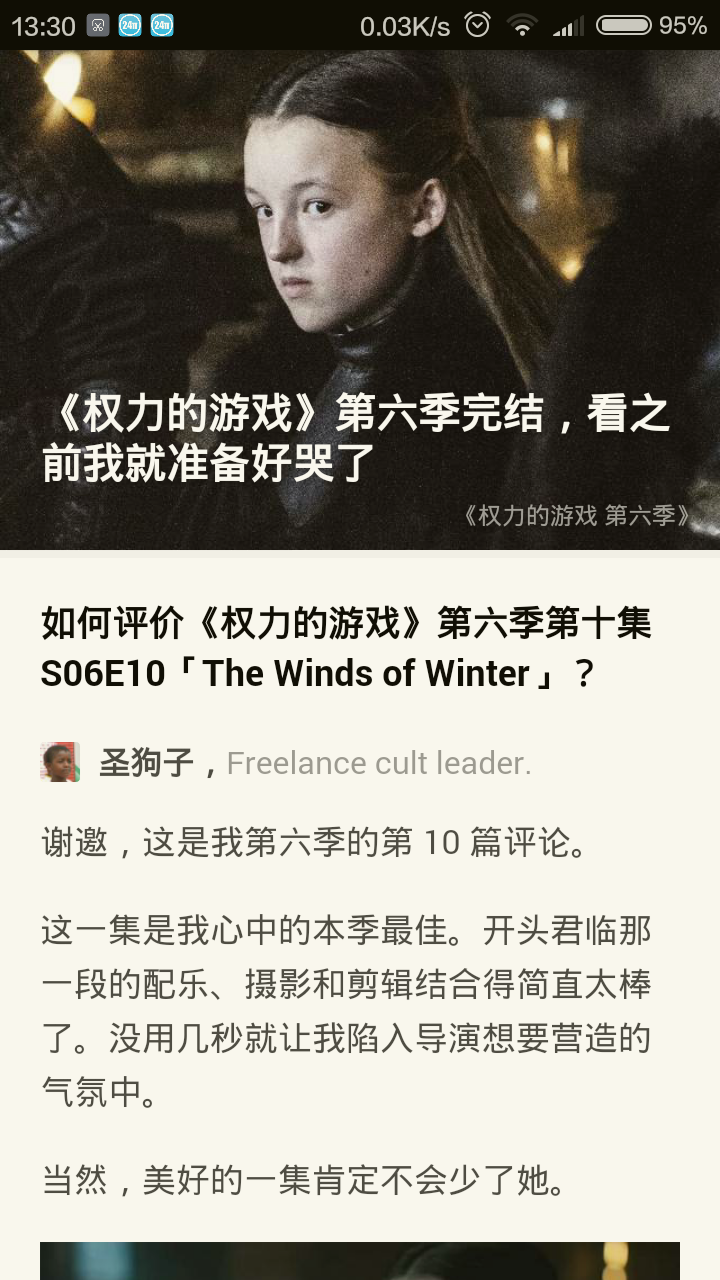 13:30
24π
24π
0.03K/s
95%
《权力的游戏》第六季完结，看之
前我就准备好哭了
《权力的游戏 第六季》
如何评价《权力的游戏》第六季第十集
S06E10「The Winds of Winter」？
圣狗子，Freelance cult leader.
谢邀，这是我第六季的第 10 篇评论。
这一集是我心中的本季最佳。开头君临那
一段的配乐、摄影和剪辑结合得简直太棒
了。没用几秒就让我陷入导演想要营造的
气氛中。
当然，美好的一集肯定不会少了她。